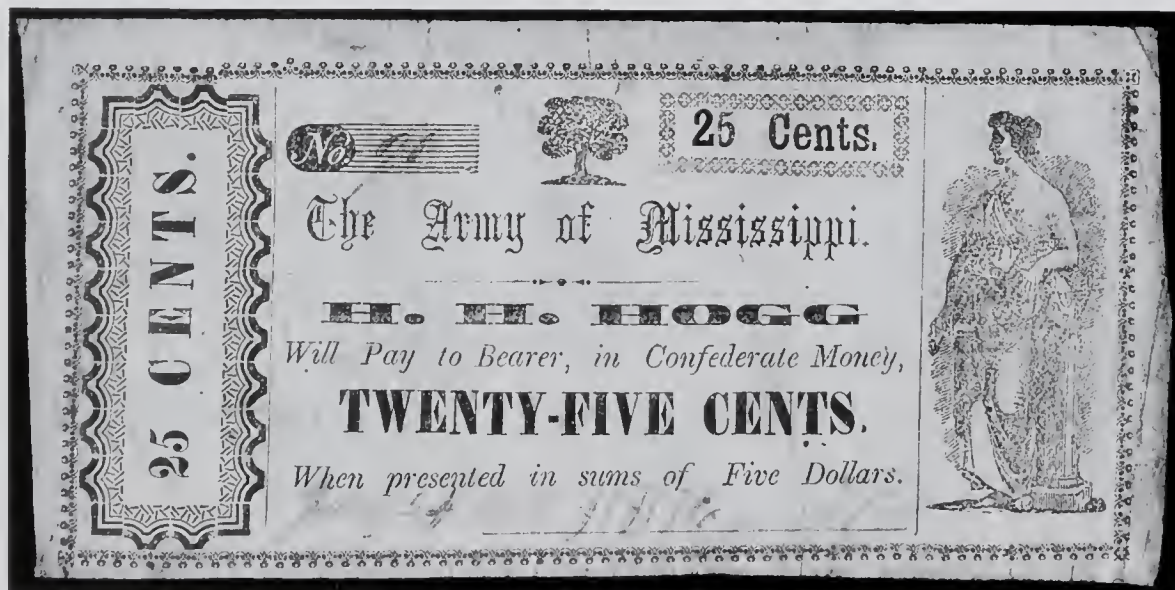 25 CENTS.
No.
25 Cents.
The Army of Mississippi.
H. H. HOGG
Will Pay to Bearer, in Confederate Money,
TWENTY-FIVE CENTS.
When presented in sums of Five Dollars.